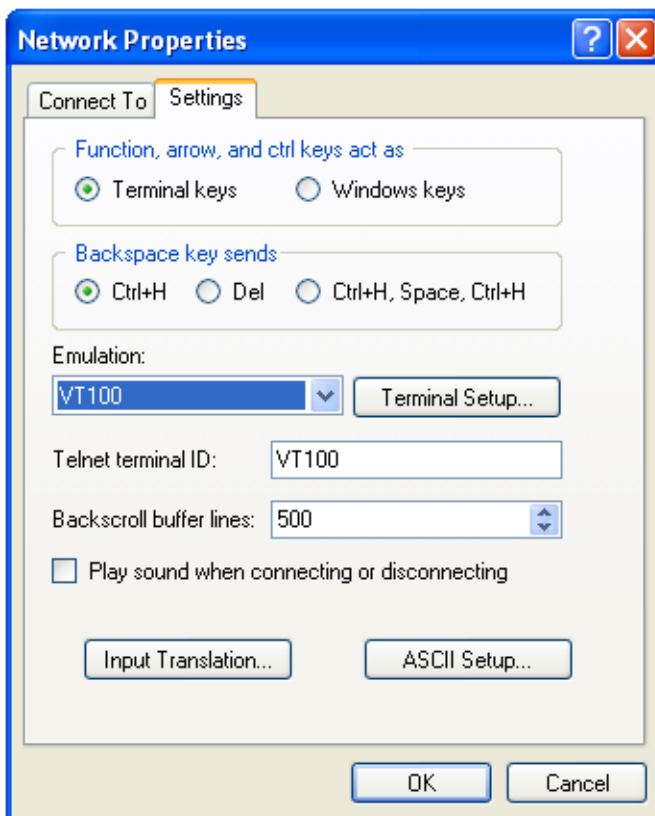 Network Properties
Connect To Settings
Function, arrow, and ctrl keys act as
Terminal keys Windows keys
Backspace key sends
Ctrl+H Del Ctrl+H, Space, Ctrl+H
Emulation:
VT100 Terminal Setup...
Telnet terminal ID: VT100
Backscroll buffer lines: 500
Play sound when connecting or disconnecting
Input Translation... ASCII Setup...
OK Cancel